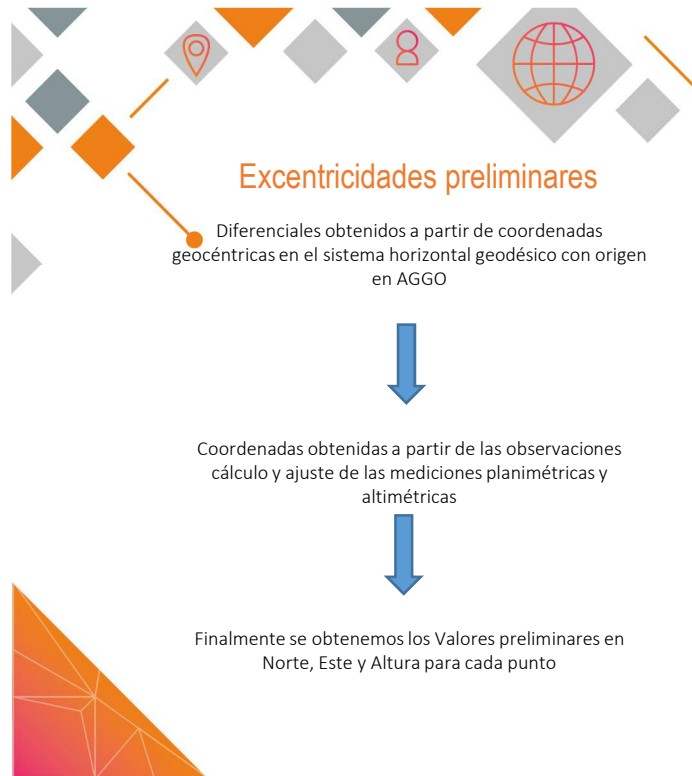 Excentricidades preliminares
Diferenciales obtenidos a partir de coordenadas
geocéntricas en el sistema horizontal geodésico con origen
en AGGO
Coordenadas obtenidas a partir de las observaciones
cálculo y ajuste de las mediciones planimétricas y
altimétricas
Finalmente se obtenemos los Valores preliminares en
Norte, Este y Altura para cada punto